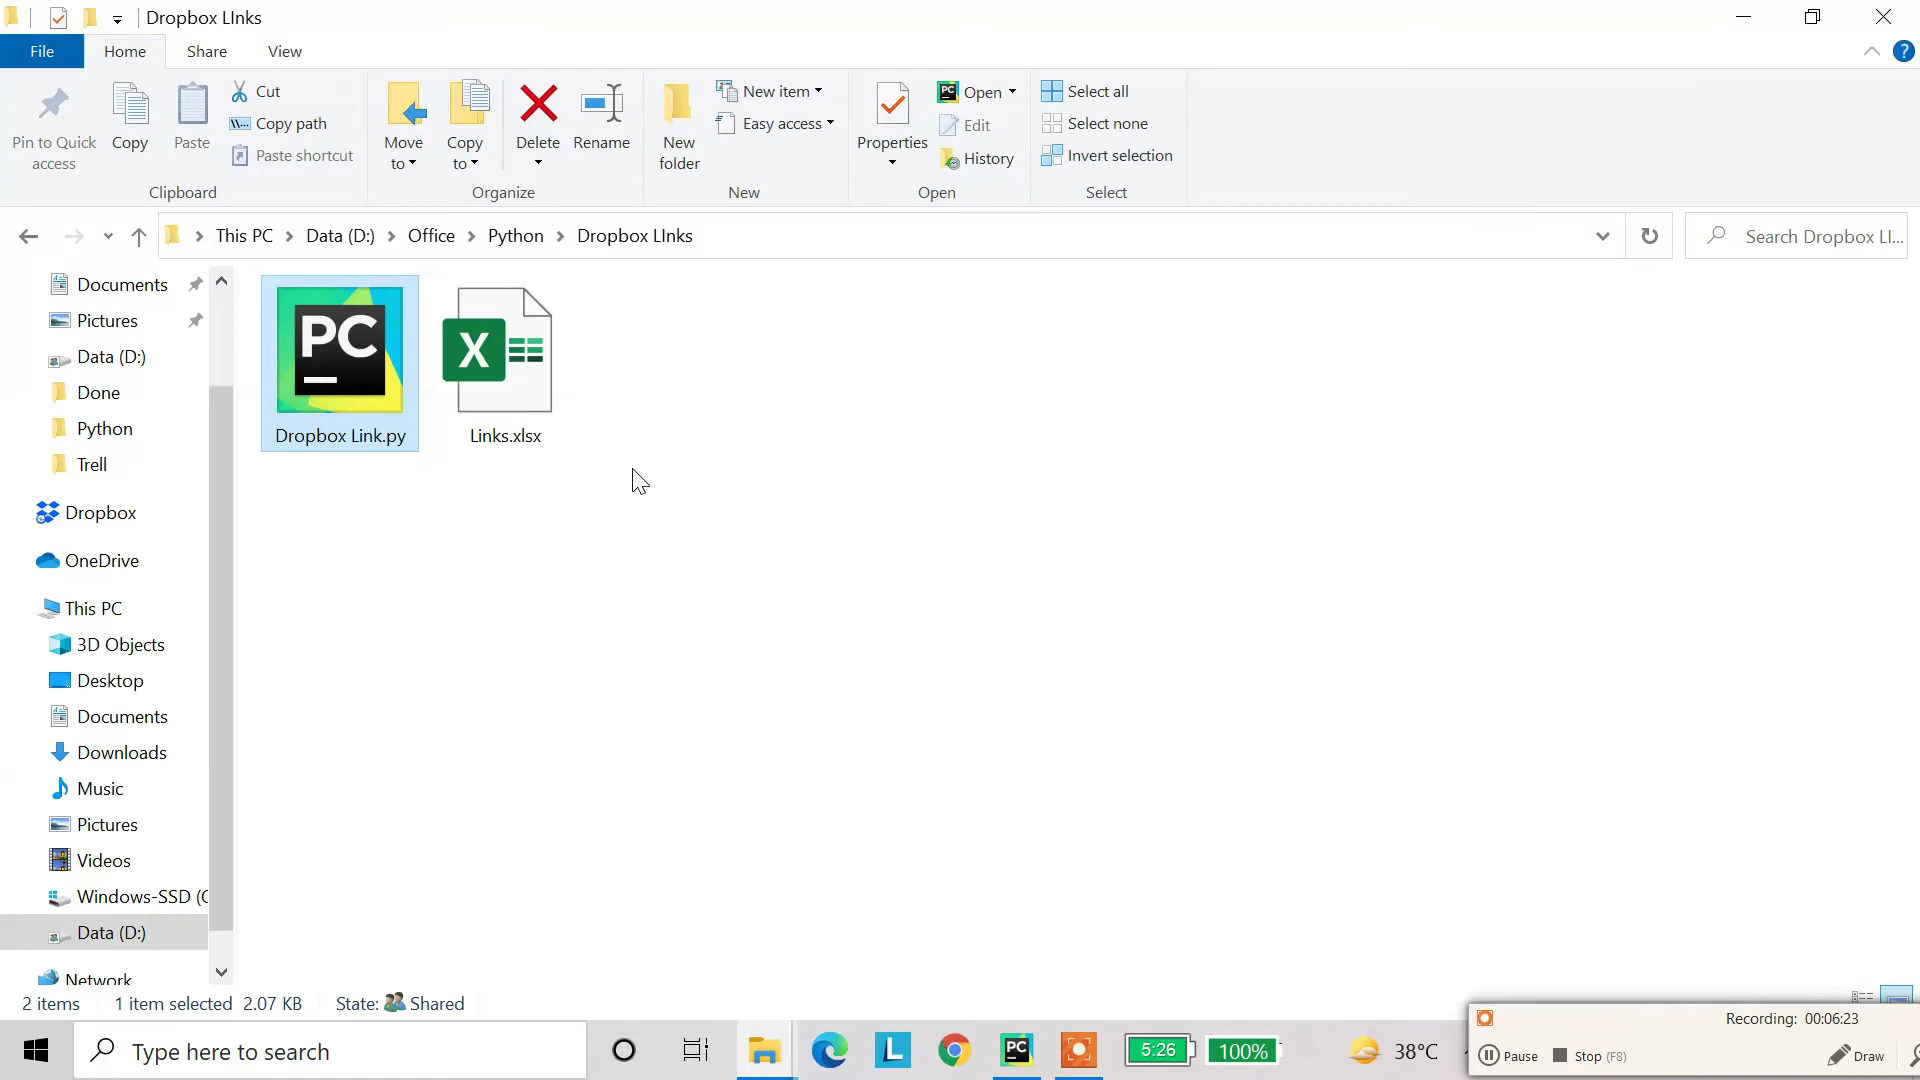 Dropbox LInks
File
Home
Share
View
Pin to Quick
access
Copy
Paste
Cut
Copy path
Paste shortcut
Clipboard
Move
to
Copy
to
Delete
Rename
Organize
New
folder
New item
Easy access
New
Properties
Open
Edit
History
Open
Select all
Select none
Invert selection
Select
?
This PC
Data (D:)
Office
Python
Dropbox LInks
Search Dropbox LI...
Documents
Pictures
Data (D:)
Done
Python
Trell
Dropbox
OneDrive
This PC
3D Objects
Desktop
Documents
Downloads
Music
Pictures
Videos
Windows-SSD (C
Data (D:)
Network
PC
Dropbox Link.py
X
Links.xlsx
2 items
1 item selected 2.07 KB
State: Shared
Type here to search
L
PC
5:26
100%
38°C
Recording: 00:06:23
Pause
Stop (F8)
Draw